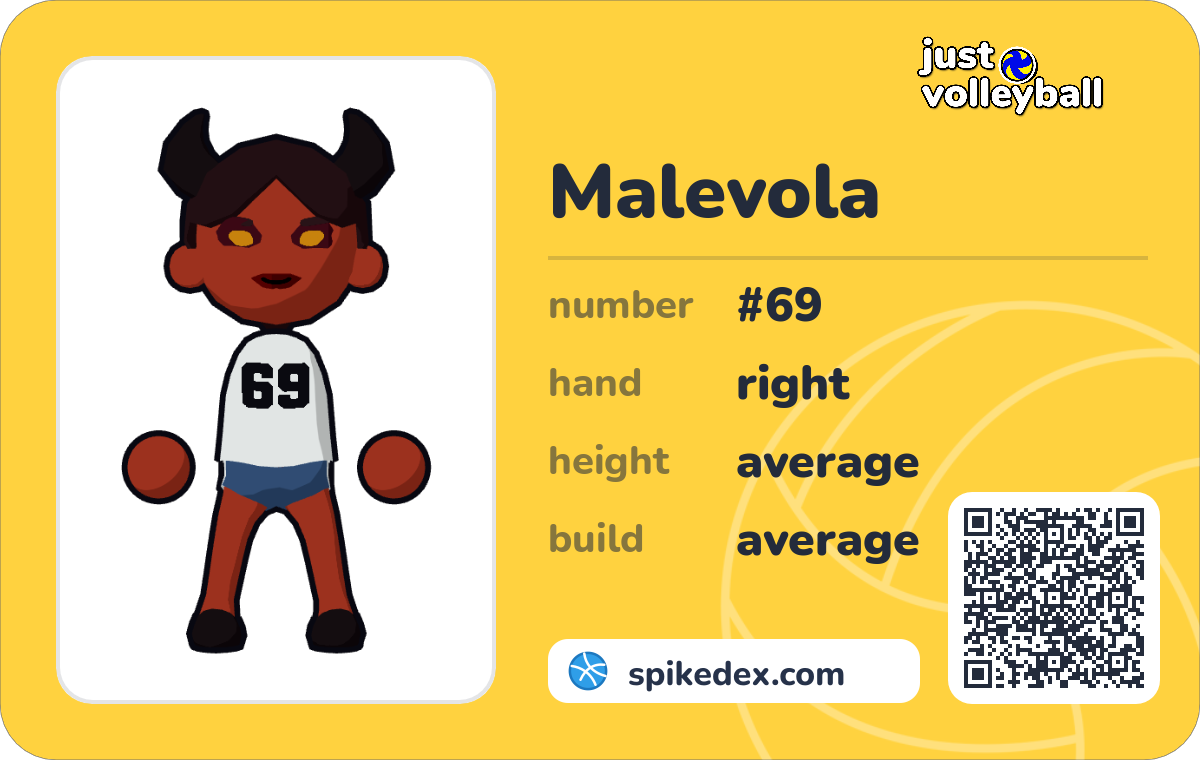 just
volleyball
Malevola
number #69
hand right
height average
build average
69
spikedex.com